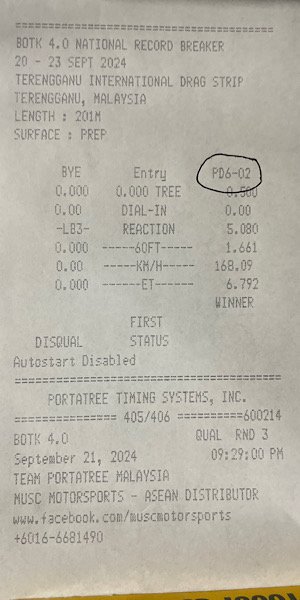 ==================================
BOTK 4.0 NATIONAL RECORD BREAKER
20 - 23 SEPT 2024
TERENGGANU INTERNATIONAL DRAG STRIP
TERENGGANU, MALAYSIA
LENGTH : 201M
SURFACE : PREP
BYE Entry PD6-02
0.000 0.000 TREE 0.500
0.00 DIAL-IN 0.00
-LB3- REACTION 5.080
0.000 ------60FT------ 1.661
0.00 -----KM/H----- 168.09
0.000 -------ET------- 6.792
WINNER
FIRST
DISQUAL STATUS
Autostart Disabled
==================================
PORTATREE TIMING SYSTEMS, INC.
============== 405/406 ==========600214
BOTK 4.0 QUAL RND 3
September 21, 2024 09:29:00 PM
TEAM PORTATREE MALAYSIA
MUSC MOTORSPORTS - ASEAN DISTRIBUTOR
www.facebook.com/muscmotorsports
+6016-6681490